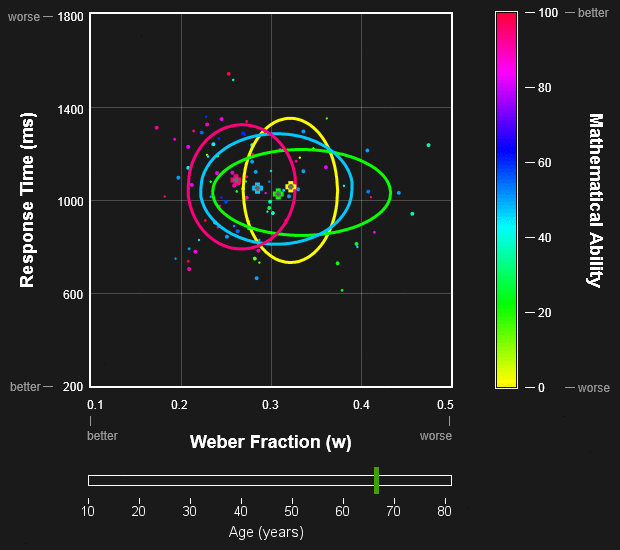 worse
1800
1400
1000
600
better
200
Response Time (ms)
0.1 0.2 0.3 0.4 0.5
better
worse
Weber Fraction (w)
10 20 30 40 50 60 70 80
Age (years)
100
better
80
60
40
20
0
worse
Mathematical Ability